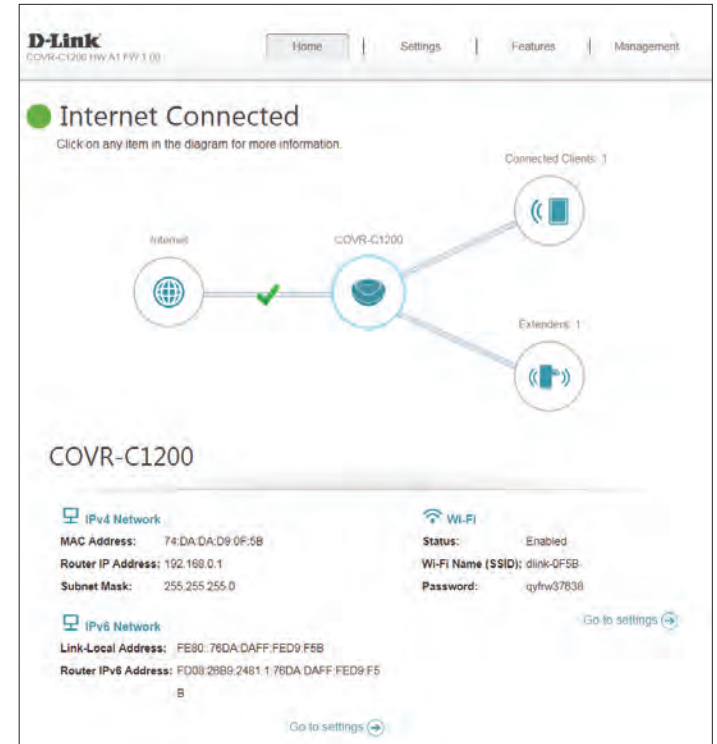 D-Link
COVR-C1200 HW A1 FW 1.00
Home | Settings | Features | Management
Internet Connected
Click on any item in the diagram for more information.
Connected Clients: 1
Internet
COVR-C1200
Extenders: 1
COVR-C1200
IPv4 Network
MAC Address: 74:DA:DA:D9:0F:5B
Router IP Address: 192.168.0.1
Subnet Mask: 255.255.255.0
IPv6 Network
Link-Local Address: FE80::76DA:DAFF:FED9:F5B
Router IPv6 Address: FD08:26B9:2481:1:76DA:DAFF:FED9:F5
B
Go to settings
Wi-Fi
Status: Enabled
Wi-Fi Name (SSID): dlink-0F5B
Password: qyfrw37838
Go to settings